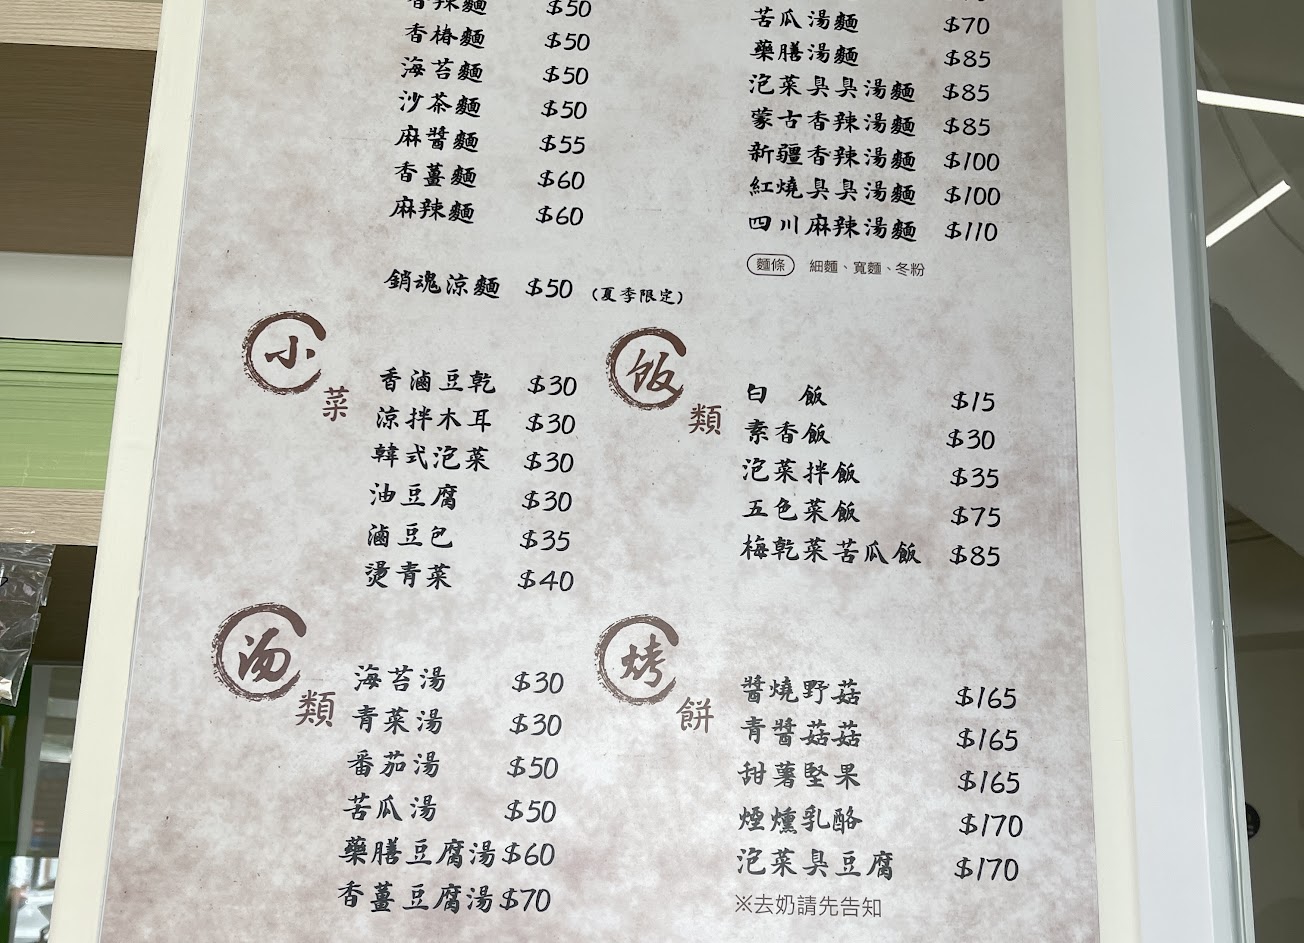 香辣麵 $50
香椿麵 $50
海苔麵 $50
沙茶麵 $50
麻醬麵 $55
香薑麵 $60
麻辣麵 $60
銷魂涼麵 $50 (夏季限定)
苦瓜湯麵 $70
藥膳湯麵 $85
泡菜臭臭湯麵 $85
蒙古香辣湯麵 $85
新疆香辣湯麵 $100
紅燒臭臭湯麵 $100
四川麻辣湯麵 $110
麵條 細麵、寬麵、冬粉
小菜
香滷豆乾 $30
涼拌木耳 $30
韓式泡菜 $30
油豆腐 $30
滷豆包 $35
燙青菜 $40
飯類
白 飯 $15
素香飯 $30
泡菜拌飯 $35
五色菜飯 $75
梅乾菜苦瓜飯 $85
湯類
海苔湯 $30
青菜湯 $30
番茄湯 $50
苦瓜湯 $50
藥膳豆腐湯 $60
香薑豆腐湯 $70
烤餅
醬燒野菇 $165
青醬菇菇 $165
甜薯堅果 $165
煙燻乳酪 $170
泡菜臭豆腐 $170
※去奶請先告知